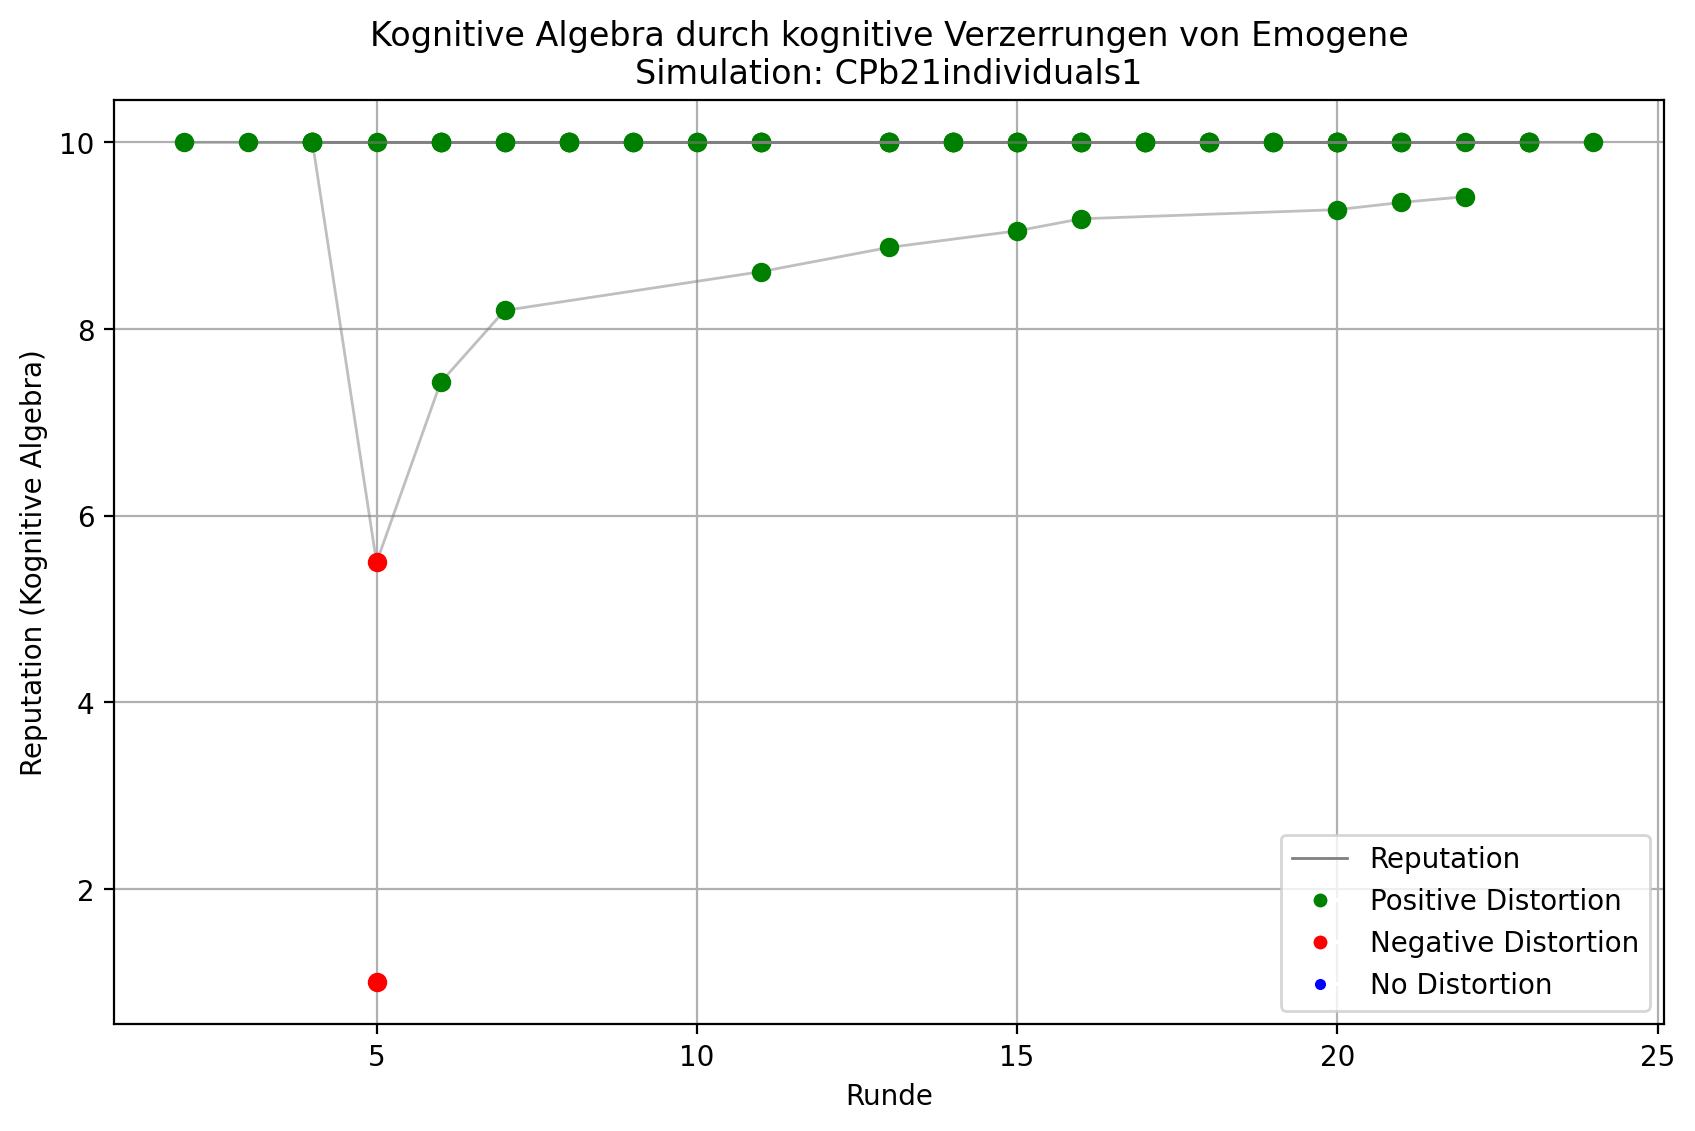 Kognitive Algebra durch kognitive Verzerrungen von Emogene
Simulation: CPb21individuals1
Reputation (Kognitive Algebra)
10
8
6
4
2
5
10
15
20
25
Runde
Reputation
Positive Distortion
Negative Distortion
No Distortion